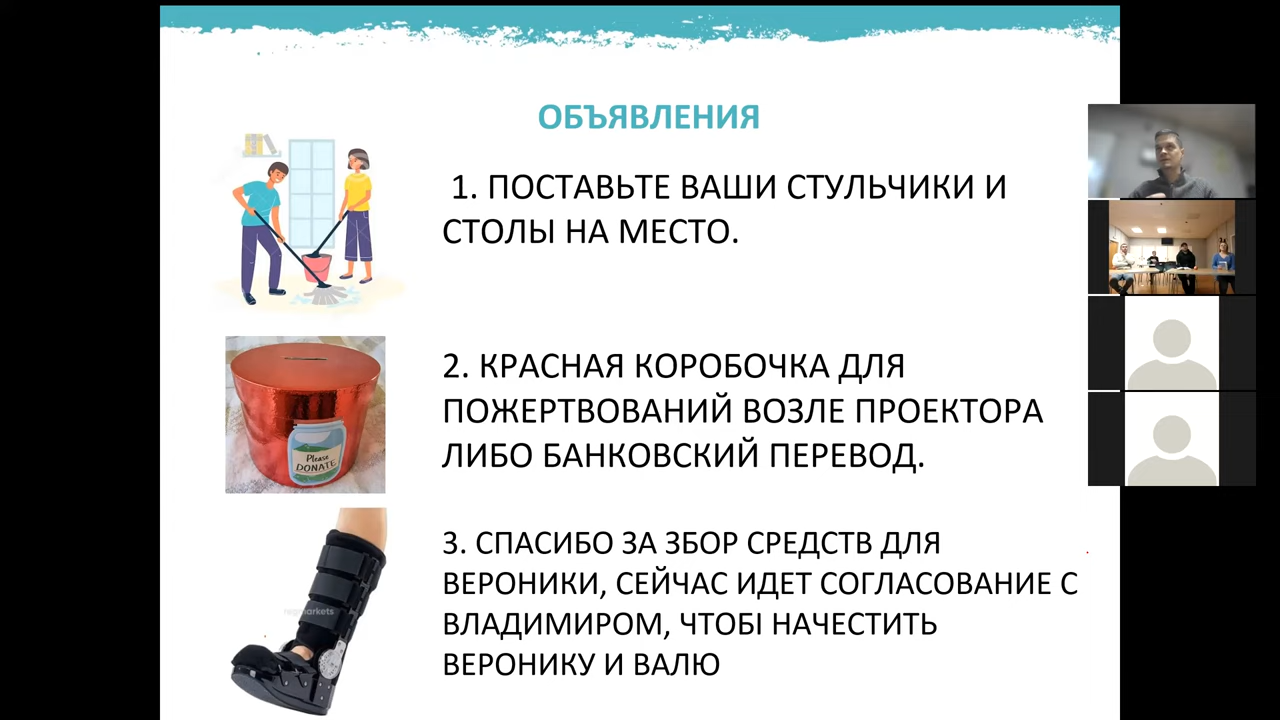 ОБЪЯВЛЕНИЯ
1. ПОСТАВЬТЕ ВАШИ СТУЛЬЧИКИ И
СТОЛЫ НА МЕСТО.
2. КРАСНАЯ КОРОБОЧКА ДЛЯ
ПОЖЕРТВОВАНИЙ ВОЗЛЕ ПРОЕКТОРА
ЛИБО БАНКОВСКИЙ ПЕРЕВОД.
Please
DONATE
3. СПАСИБО ЗА ЗБОР СРЕДСТВ ДЛЯ
ВЕРОНИКИ, СЕЙЧАС ИДЕТ СОГЛАСОВАНИЕ С
ВЛАДИМИРОМ, ЧТОБІ НАЧЕСТИТЬ
ВЕРОНИКУ И ВАЛЮ